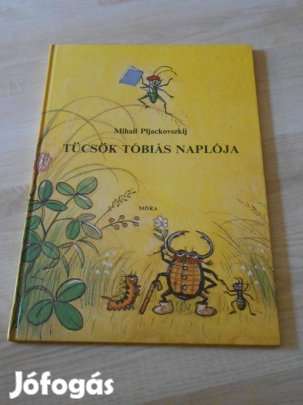 Mihail Pljackovszkij
TÜCSÖK TÓBIÁS NAPLÓJA
MÓRA
Jófogás